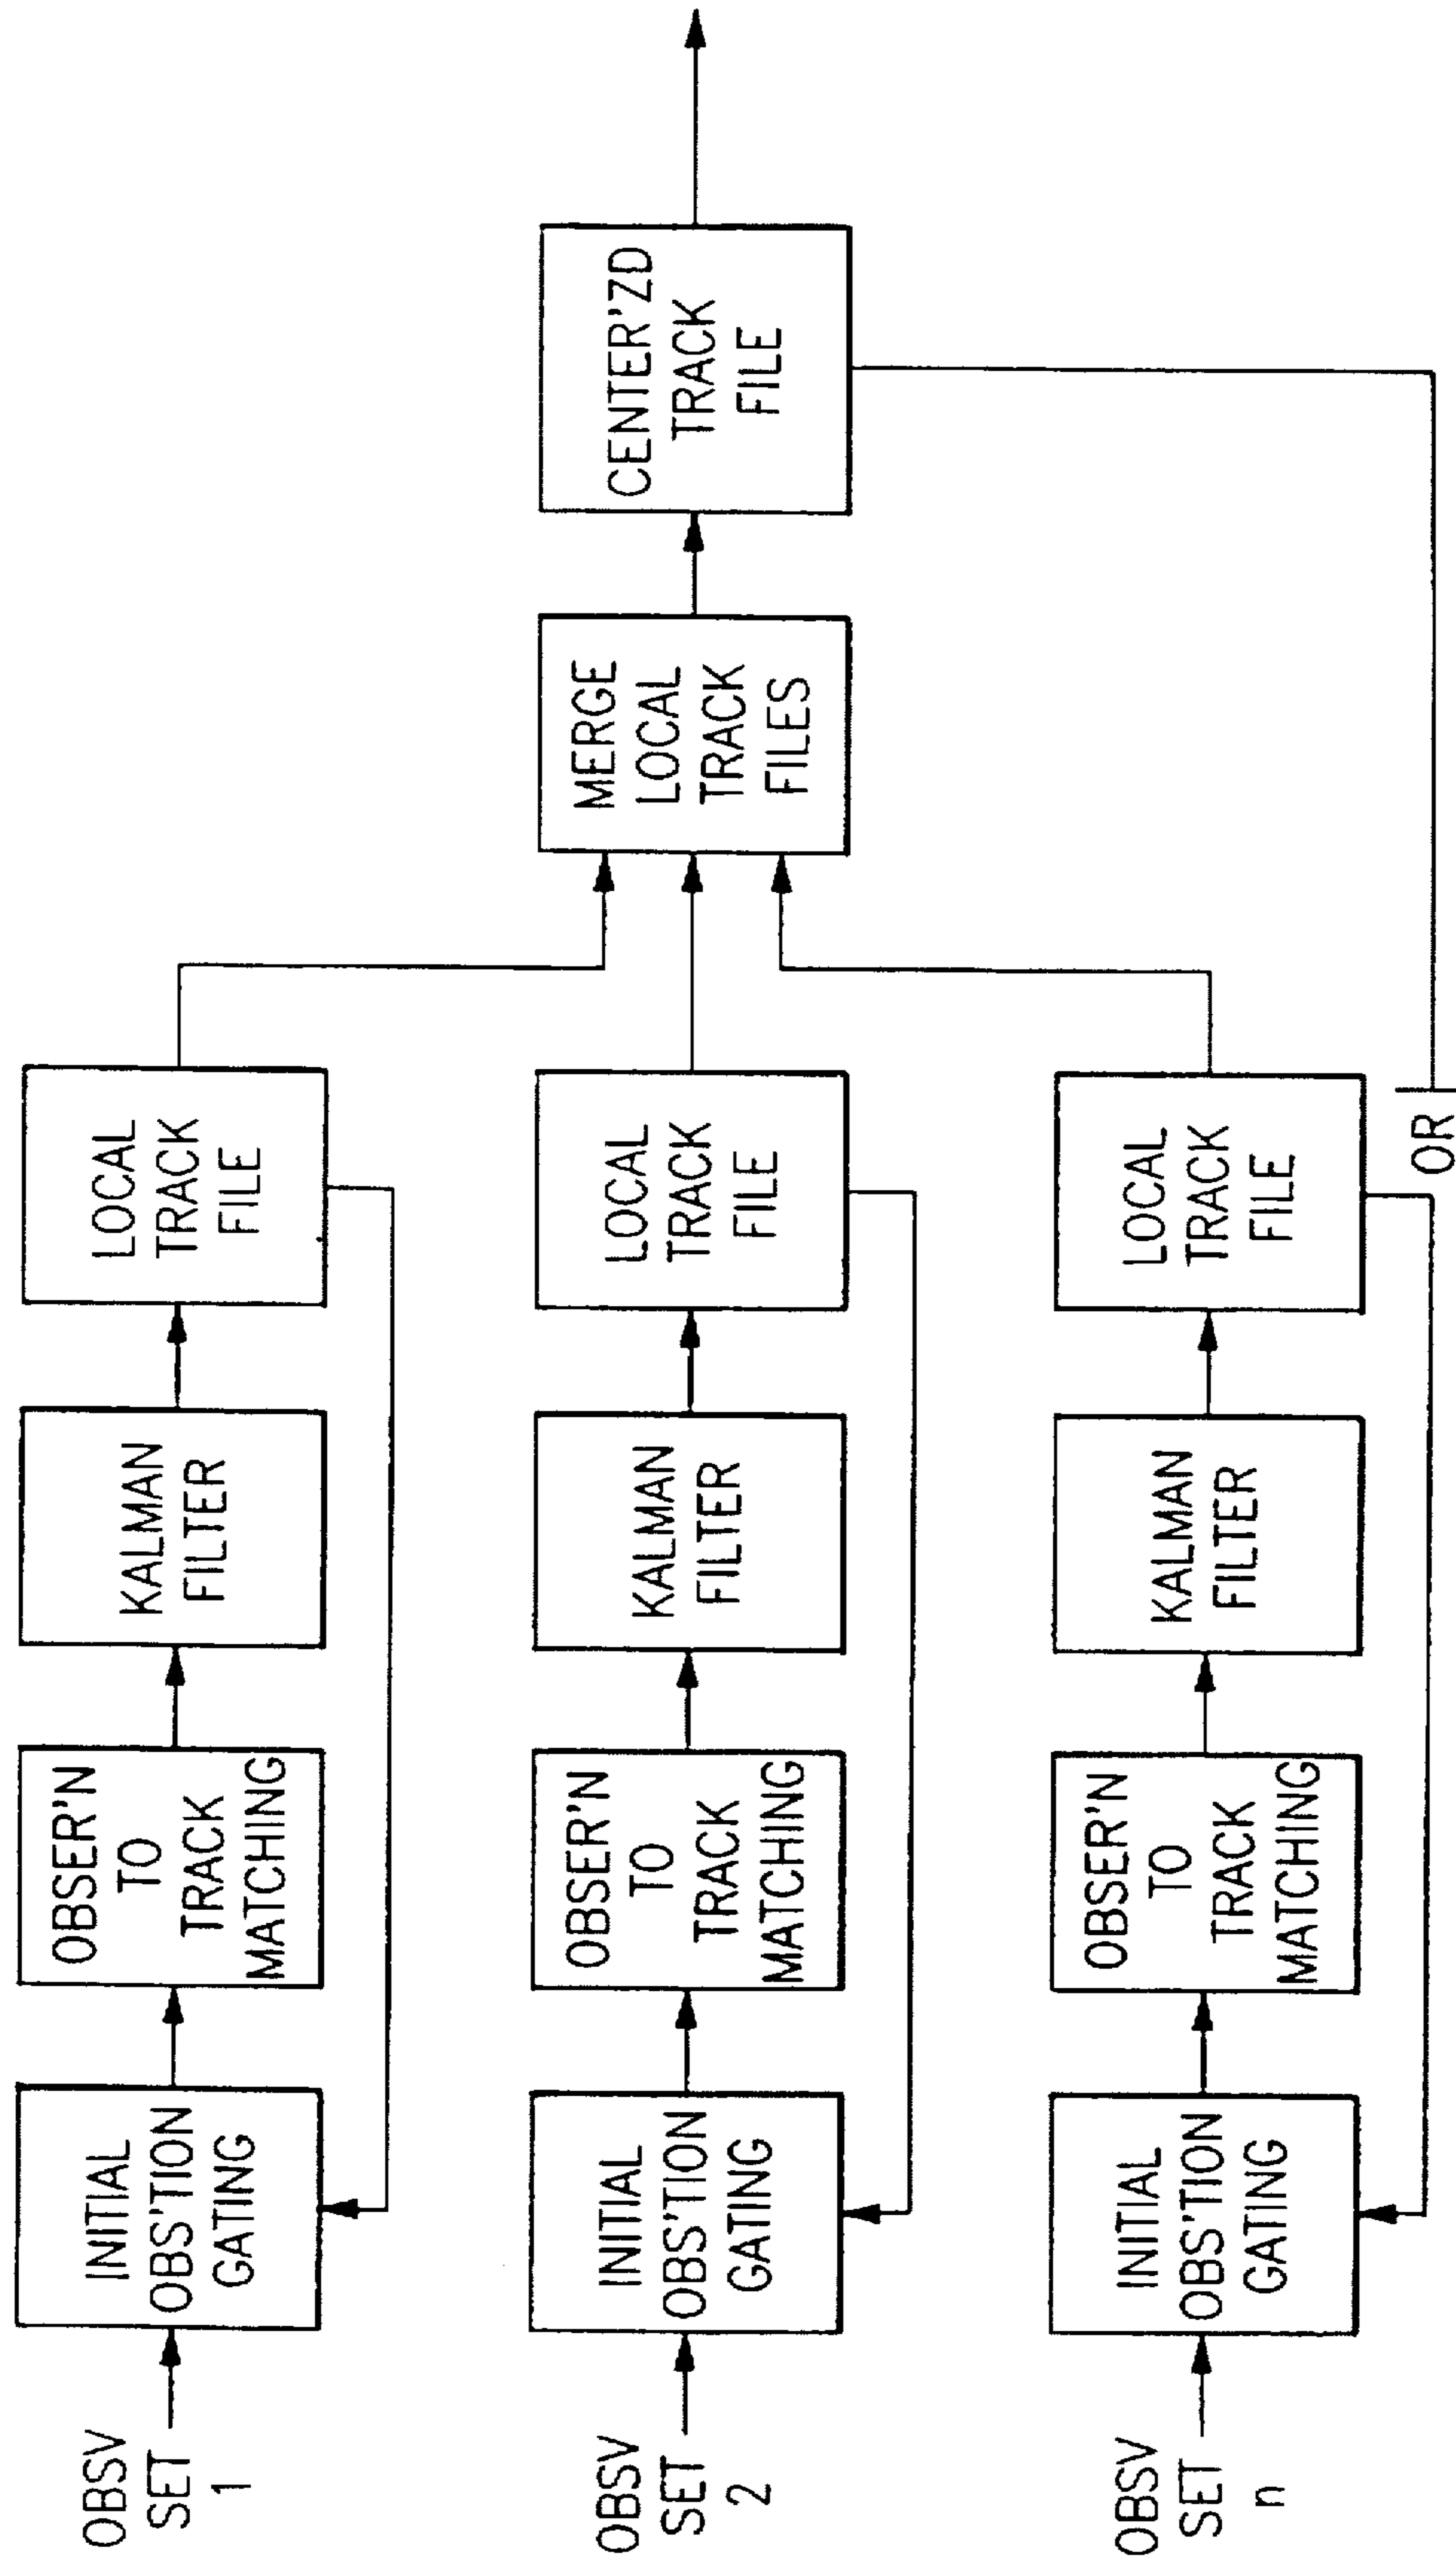 OBSV
SET
1
INITIAL
OBS'TION
GATING
OBSER'N
TO
TRACK
MATCHING
KALMAN
FILTER
LOCAL
TRACK
FILE
OBSV
SET
2
INITIAL
OBS'TION
GATING
OBSER'N
TO
TRACK
MATCHING
KALMAN
FILTER
LOCAL
TRACK
FILE
MERGE
LOCAL
TRACK
FILES
CENTER'ZD
TRACK
FILE
OBSV
SET
n
INITIAL
OBS'TION
GATING
OBSER'N
TO
TRACK
MATCHING
KALMAN
FILTER
LOCAL
TRACK
FILE
OR